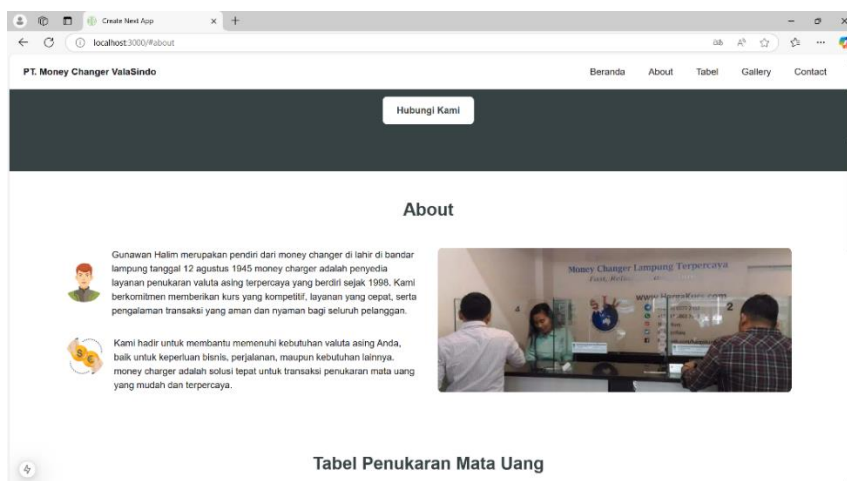 Create Next App
localhost:3000/#about
PT. Money Changer ValaSindo
Beranda About Tabel Gallery Contact
Hubungi Kami
About
Gunawan Halim merupakan pendiri dari money changer di lahir di bandar
lampung tanggal 12 agustus 1945 money charger adalah penyedia
layanan penukaran valuta asing terpercaya yang berdiri sejak 1998. Kami
berkomitmen memberikan kurs yang kompetitif, layanan yang cepat, serta
pengalaman transaksi yang aman dan nyaman bagi seluruh pelanggan.
Kami hadir untuk membantu memenuhi kebutuhan valuta asing Anda,
baik untuk keperluan bisnis, perjalanan, maupun kebutuhan lainnya.
money charger adalah solusi tepat untuk transaksi penukaran mata uang
yang mudah dan terpercaya.
Money Changer Lampung Terpercaya
www.HargaKurs.com
4
2
Tabel Penukaran Mata Uang